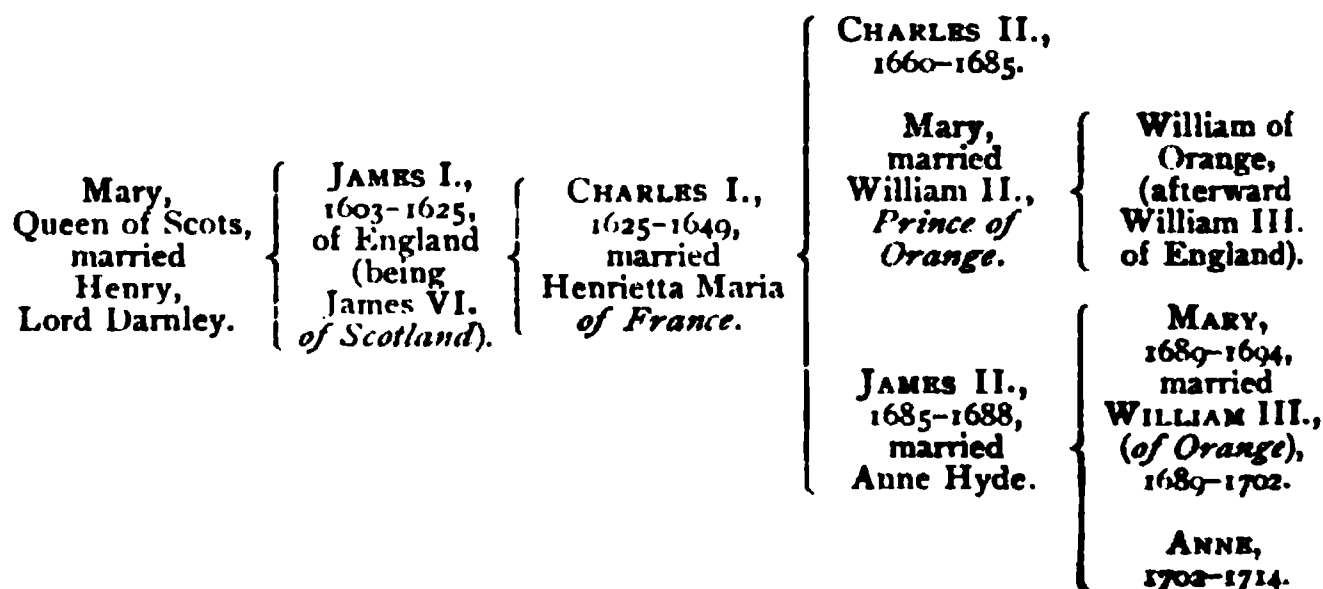 Mary,
Queen of Scots,
married
Henry,
Lord Darnley.
JAMES I.,
1603-1625,
of England
(being
James VI.
of Scotland).
CHARLES I.,
1625-1649,
married
Henrietta Maria
of France.
CHARLES II.,
1660-1685.
Mary,
married
William II.,
Prince of
Orange.
William of
Orange,
(afterward
William III.
of England).
JAMES II.,
1685-1688,
married
Anne Hyde.
MARY,
1689-1694,
married
WILLIAM III.,
(of Orange),
1689-1702.
ANNE,
1702-1714.